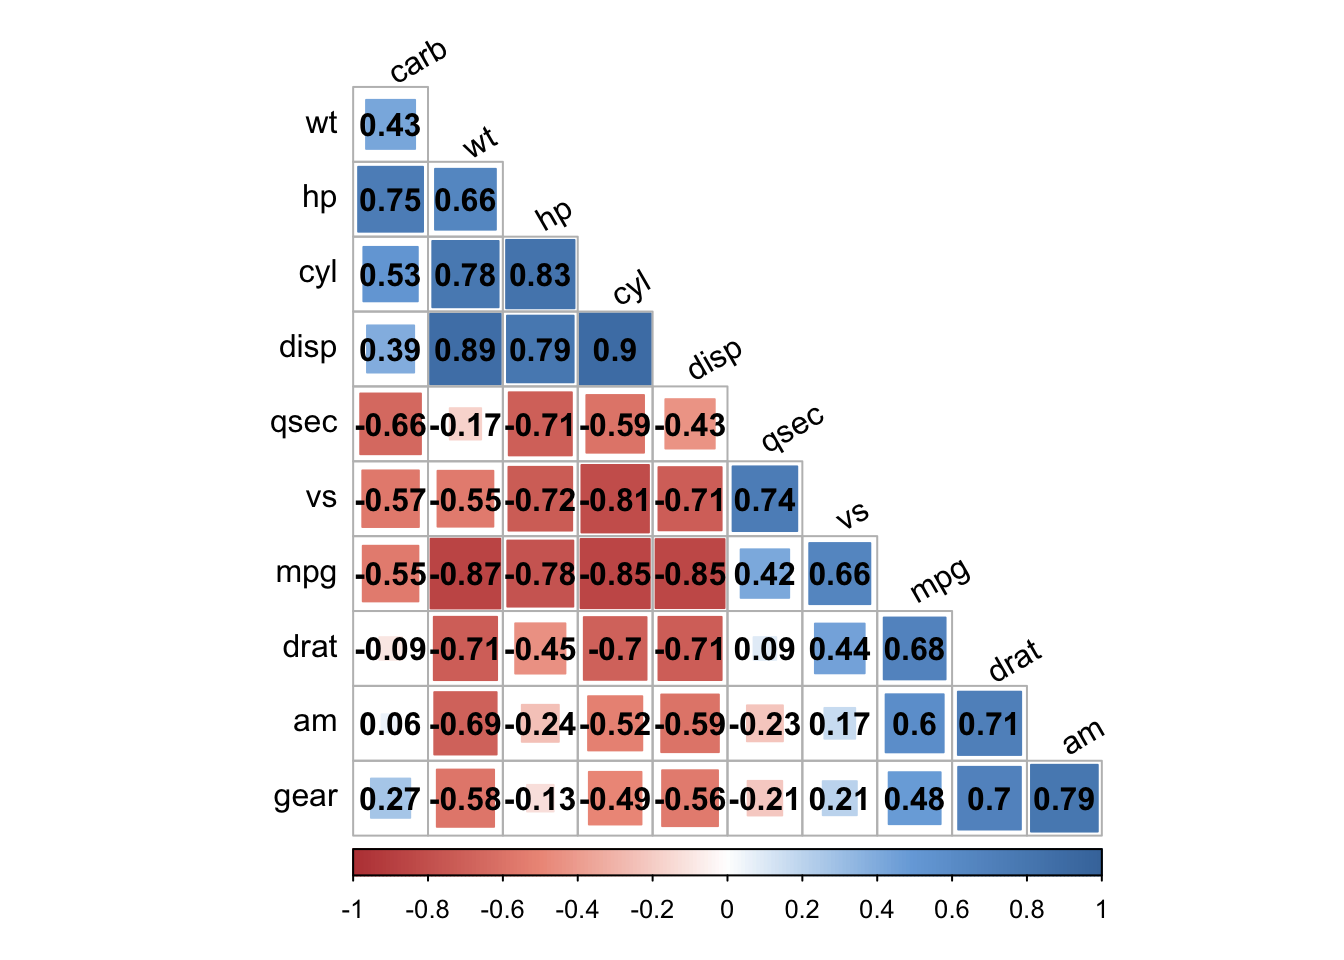 carb
wt 0.43 wt
hp 0.75 0.66 hp
cyl 0.53 0.78 0.83 cyl
disp 0.39 0.89 0.79 0.9 disp
qsec -0.66 -0.17 -0.71 -0.59 -0.43 qsec
vs -0.57 -0.55 -0.72 -0.81 -0.71 0.74 vs
mpg -0.55 -0.87 -0.78 -0.85 -0.85 0.42 0.66 mpg
drat -0.09 -0.71 -0.45 -0.7 -0.71 0.09 0.44 0.68 drat
am 0.06 -0.69 -0.24 -0.52 -0.59 -0.23 0.17 0.6 0.71 am
gear 0.27 -0.58 -0.13 -0.49 -0.56 -0.21 0.21 0.48 0.7 0.79
-1 -0.8 -0.6 -0.4 -0.2 0 0.2 0.4 0.6 0.8 1